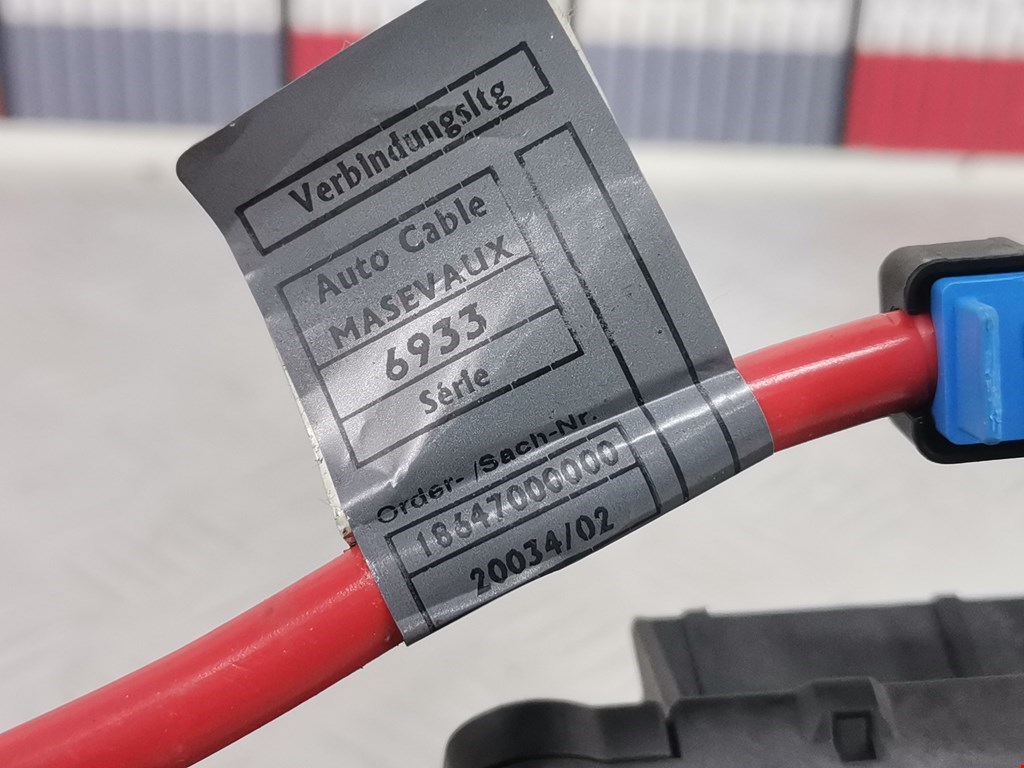 Verbindungsltg
Auto Cable
MASEVAUX
6933
Série
Order- /Sach-Nr.
18647000000
20034/02